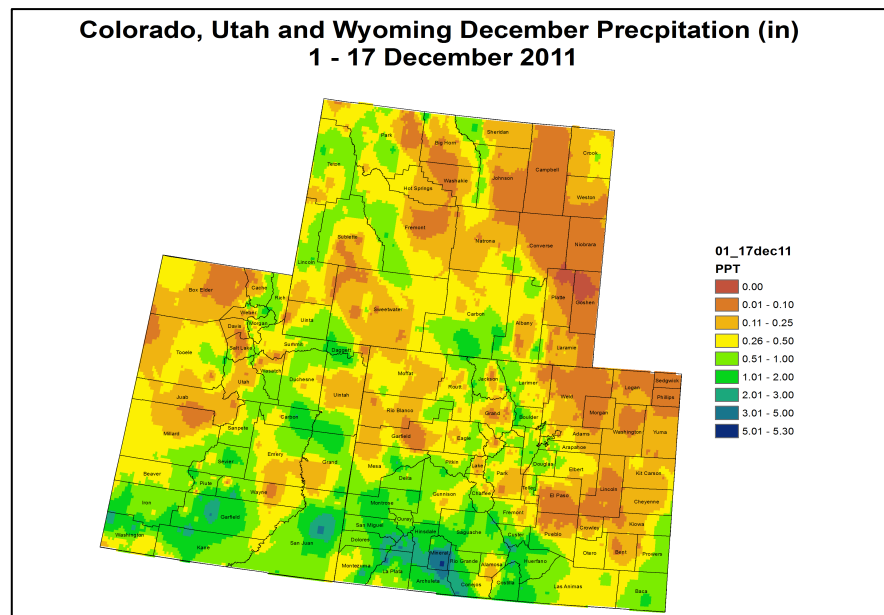 Colorado, Utah and Wyoming December Precpitation (in)
1 - 17 December 2011
Sheridan
Park
Big Horn
Crook
Campbell
Teton
Washakie
Johnson
Hot Springs
Weston
Fremont
Natrona
Converse
Niobrara
Sublette
Lincoln
Platte
Goshen
Sweetwater
Carbon
Albany
Uinta
Laramie
Box Elder
Cache
Rich
Weber
Morgan
Davis
Salt Lake
Summit
Daggett
Tooele
Wasatch
Utah
Duchesne
Uintah
Juab
Carbon
Sanpete
Millard
Emery
Grand
Sevier
Beaver
Piute
Wayne
Iron
Garfield
Washington
Kane
San Juan
Moffat
Routt
Jackson
Larimer
Weld
Logan
Sedgwick
Phillips
Rio Blanco
Grand
Boulder
Morgan
Garfield
Eagle
Adams
Washington
Yuma
Arapahoe
Mesa
Pitkin
Lake
Park
Douglas
Elbert
Kit Carson
Delta
Gunnison
Chaffee
Teller
El Paso
Lincoln
Cheyenne
Montrose
Fremont
Ouray
San Miguel
Hinsdale
Saguache
Custer
Pueblo
Crowley
Kiowa
Dolores
Otero
Bent
Prowers
Mineral
Rio Grande
Alamosa
Huerfano
Montezuma
La Plata
Archuleta
Conejos
Costilla
Las Animas
Baca
01_17dec11
PPT
0.00
0.01 - 0.10
0.11 - 0.25
0.26 - 0.50
0.51 - 1.00
1.01 - 2.00
2.01 - 3.00
3.01 - 5.00
5.01 - 5.30